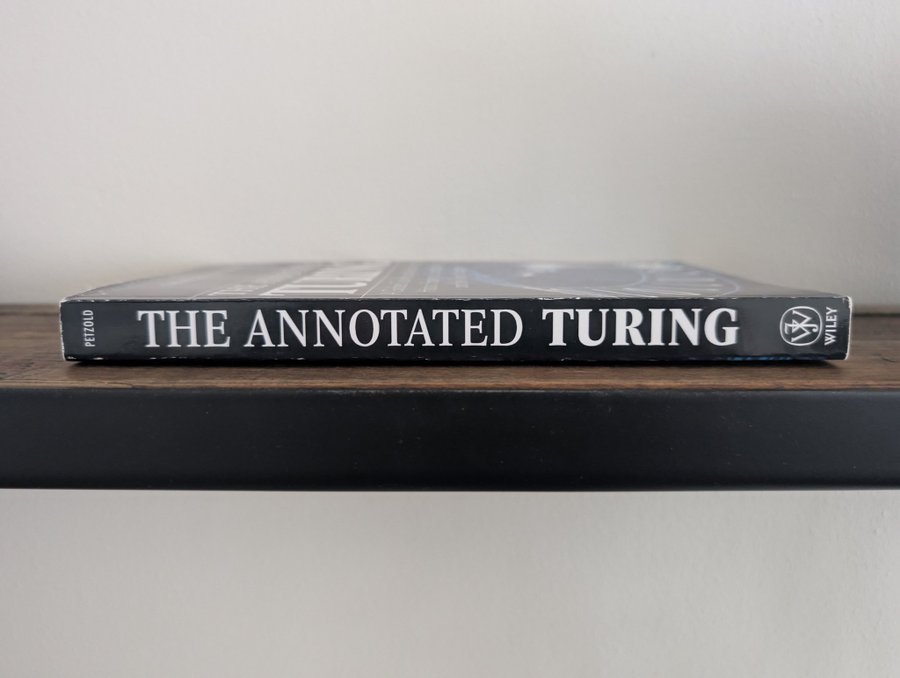 PETZOLD
THE ANNOTATED TURING
WILEY